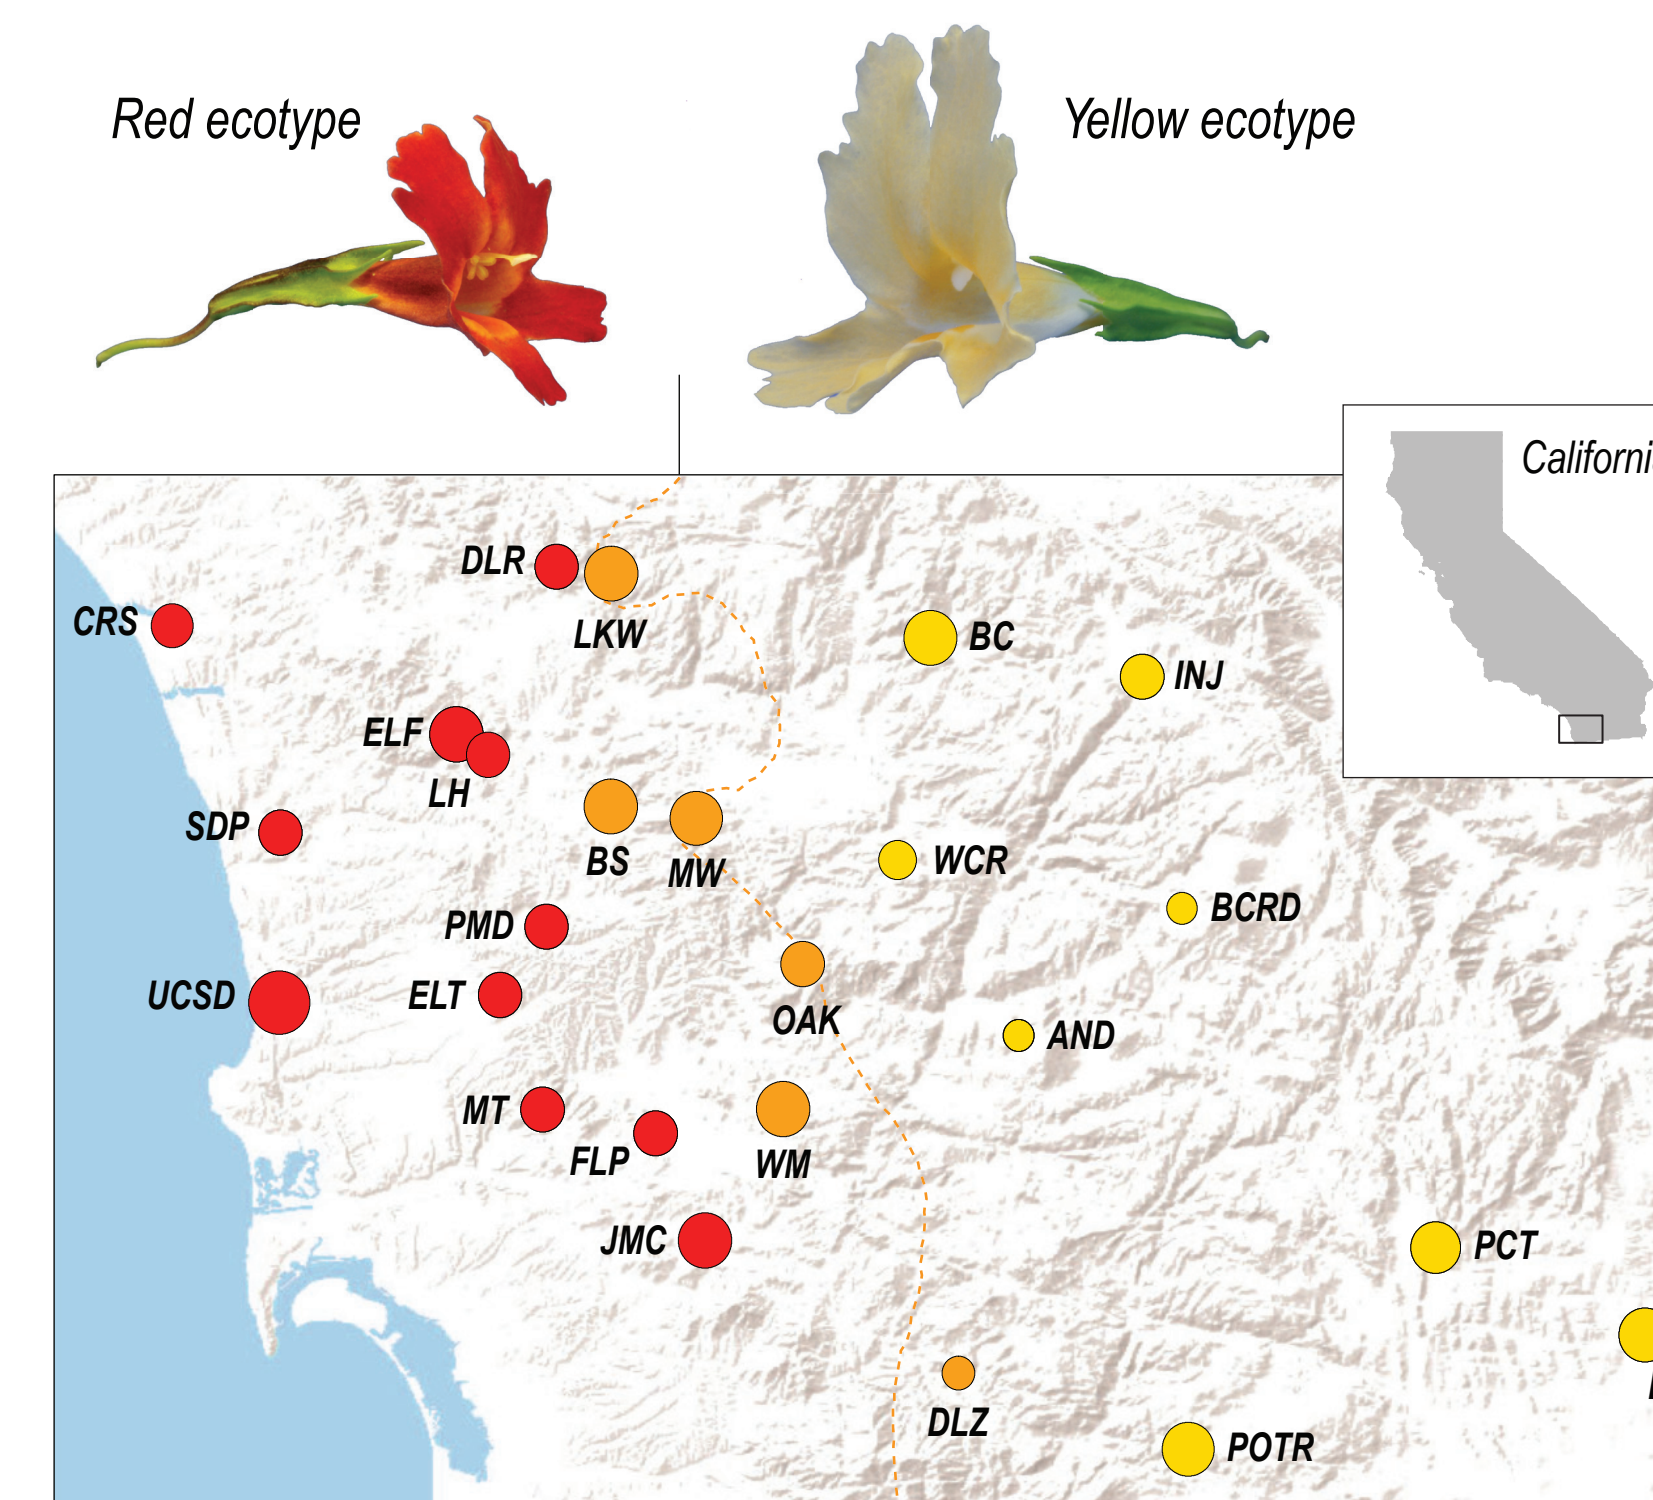 Red ecotype
Yellow ecotype
DLR
LKW
CRS
BC
INJ
ELF
LH
SDP
BS
MW
WCR
BCRD
PMD
UCSD
ELT
OAK
AND
MT
FLP
WM
JMC
PCT
DLZ
POTR